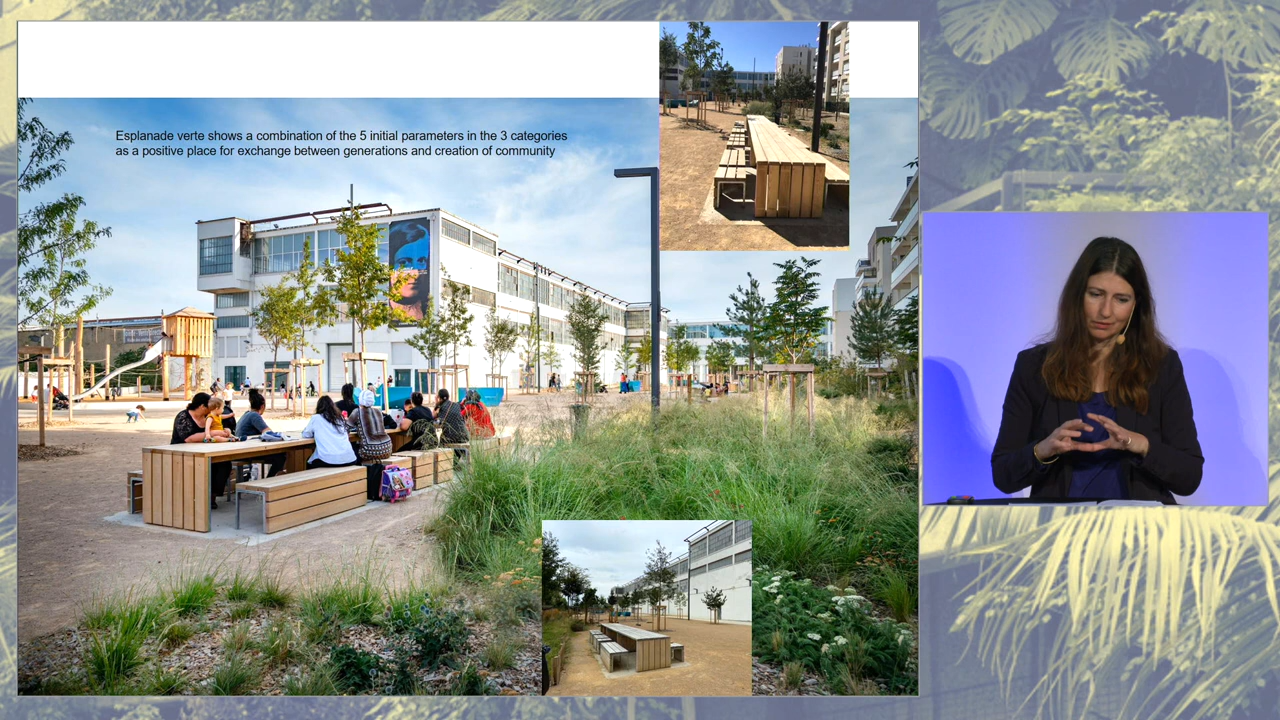 Esplanade verte shows a combination of the 5 initial parameters in the 3 categories
as a positive place for exchange between generations and creation of community